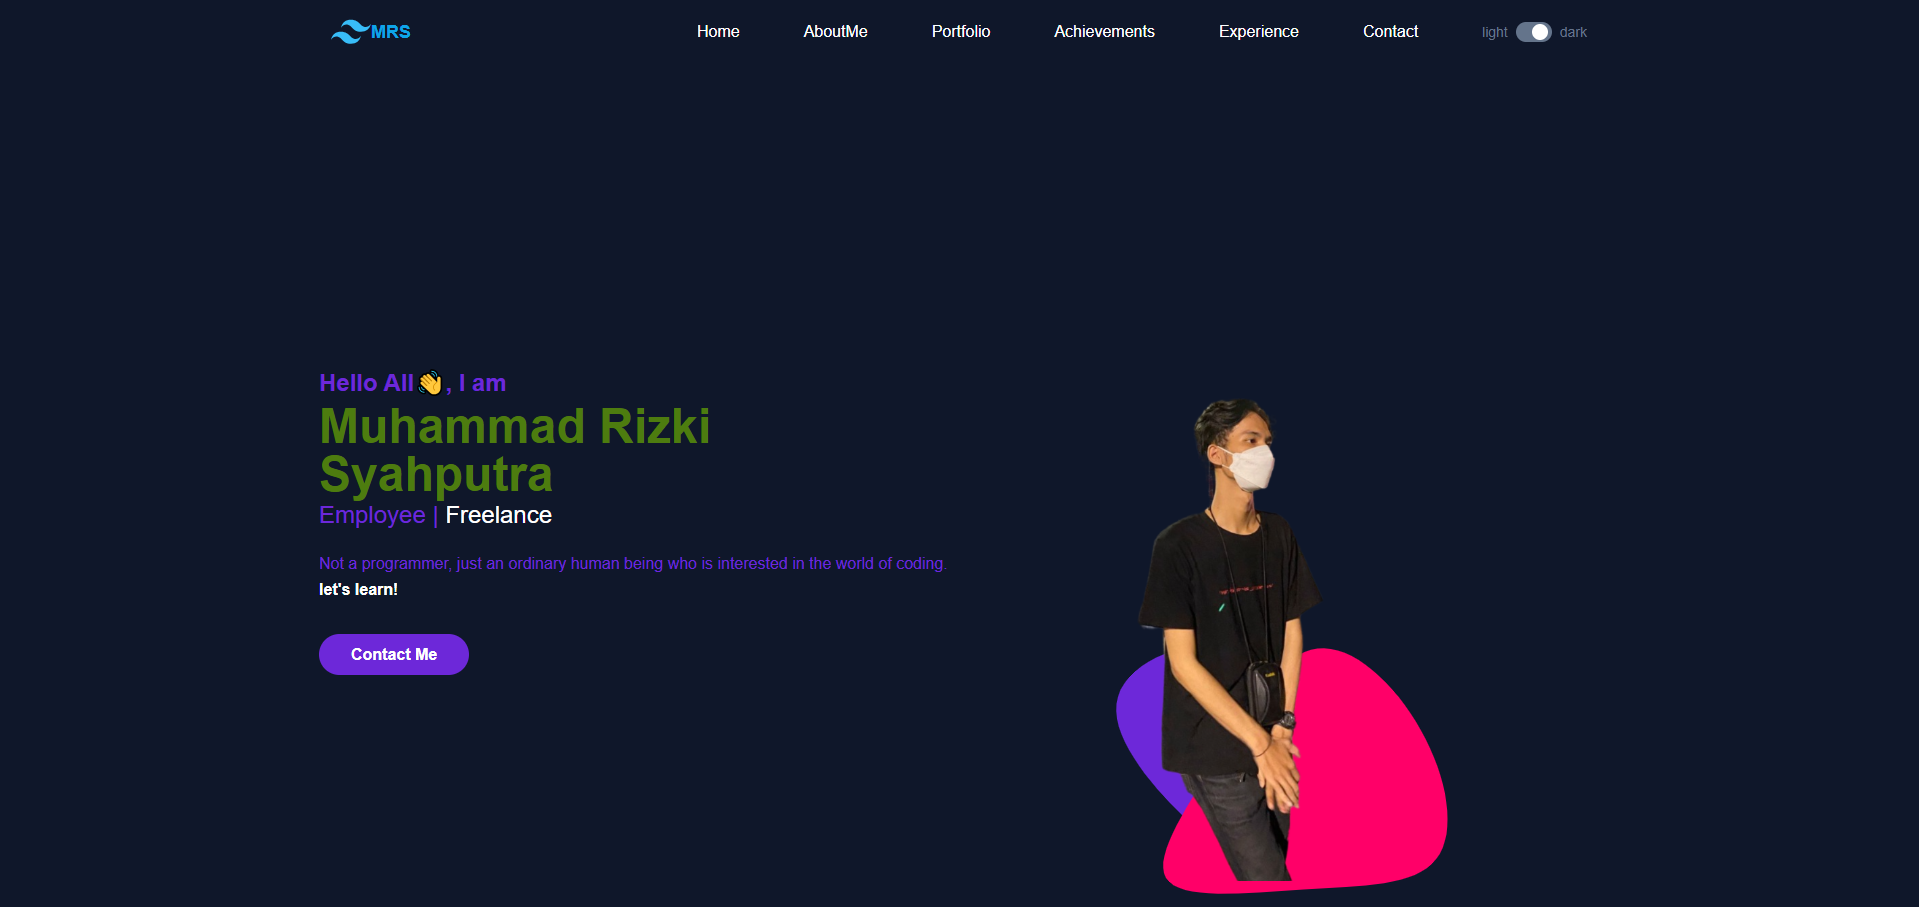 MRS
Home
AboutMe
Portfolio
Achievements
Experience
Contact
light
dark
Hello All👋, I am
Muhammad Rizki
Syahputra
Employee | Freelance
Not a programmer, just an ordinary human being who is interested in the world of coding.
let's learn!
Contact Me